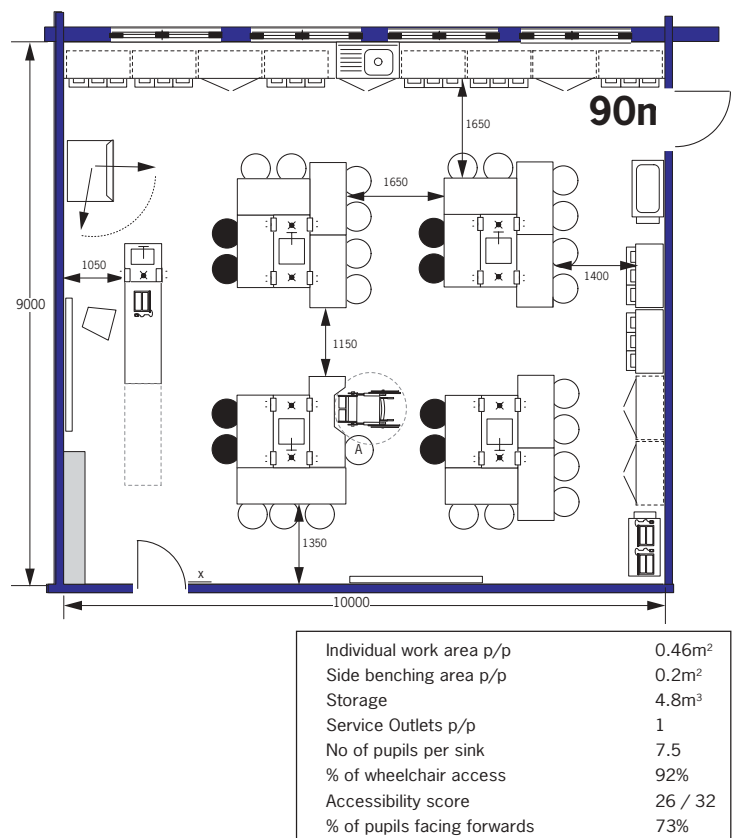 90m
1650
1650
1050
1400
9000
1150
A
1350
x
10000
Individual work area p/p 0.46m²
Side benching area p/p 0.2m²
Storage 4.8m³
Service Outlets p/p 1
No of pupils per sink 7.5
% of wheelchair access 92%
Accessibility score 26 / 32
% of pupils facing forwards 73%